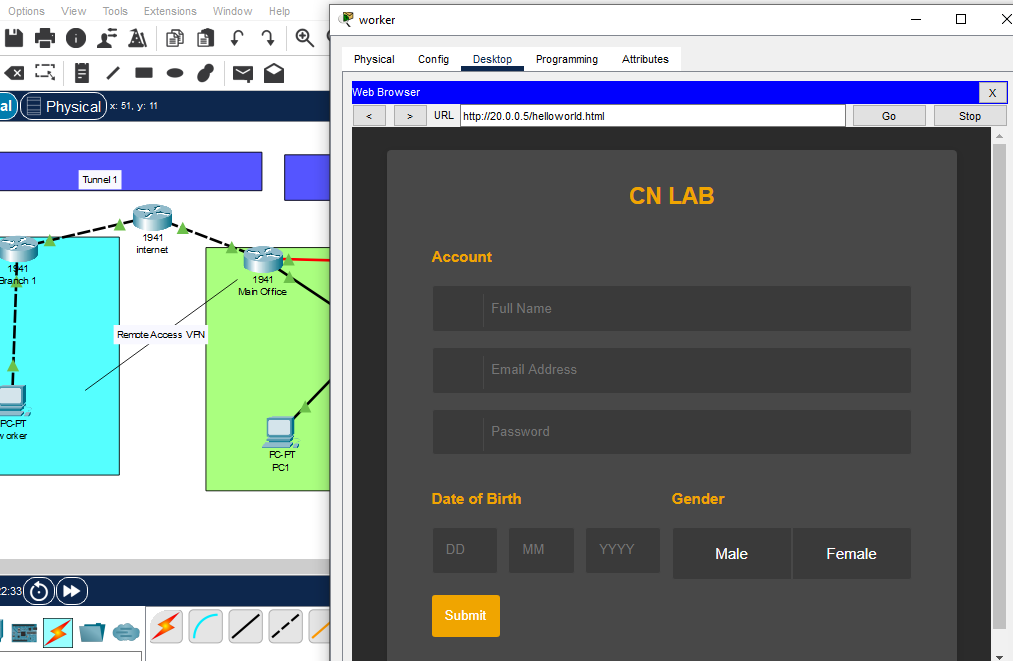 Options View Tools Extensions Window Help
Physical x: 51, y: 11
Tunnel 1
1941
internet
1941
Branch 1
1941
Main Office
Remote Access VPN
PC-PT
worker
PC-PT
PC1
worker
Physical Config Desktop Programming Attributes
Web Browser X
< > URL http://20.0.0.5/helloworld.html Go Stop
CN LAB
Account
Full Name
Email Address
Password
Date of Birth Gender
DD MM YYYY Male Female
Submit